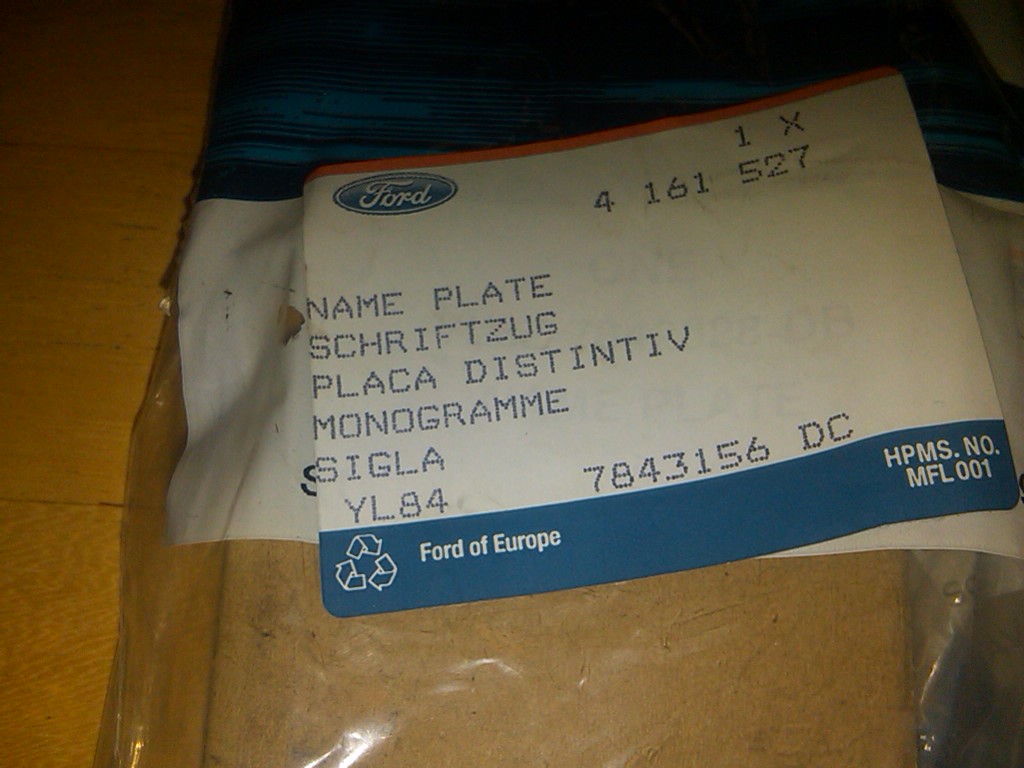 1 X
Ford
4 161 527
NAME PLATE
SCHRIFTZUG
PLACA DISTINTIV
MONOGRAMME
SIGLA
YL84
7843156 DC
HPMS. NO.
MFL 001
Ford of Europe